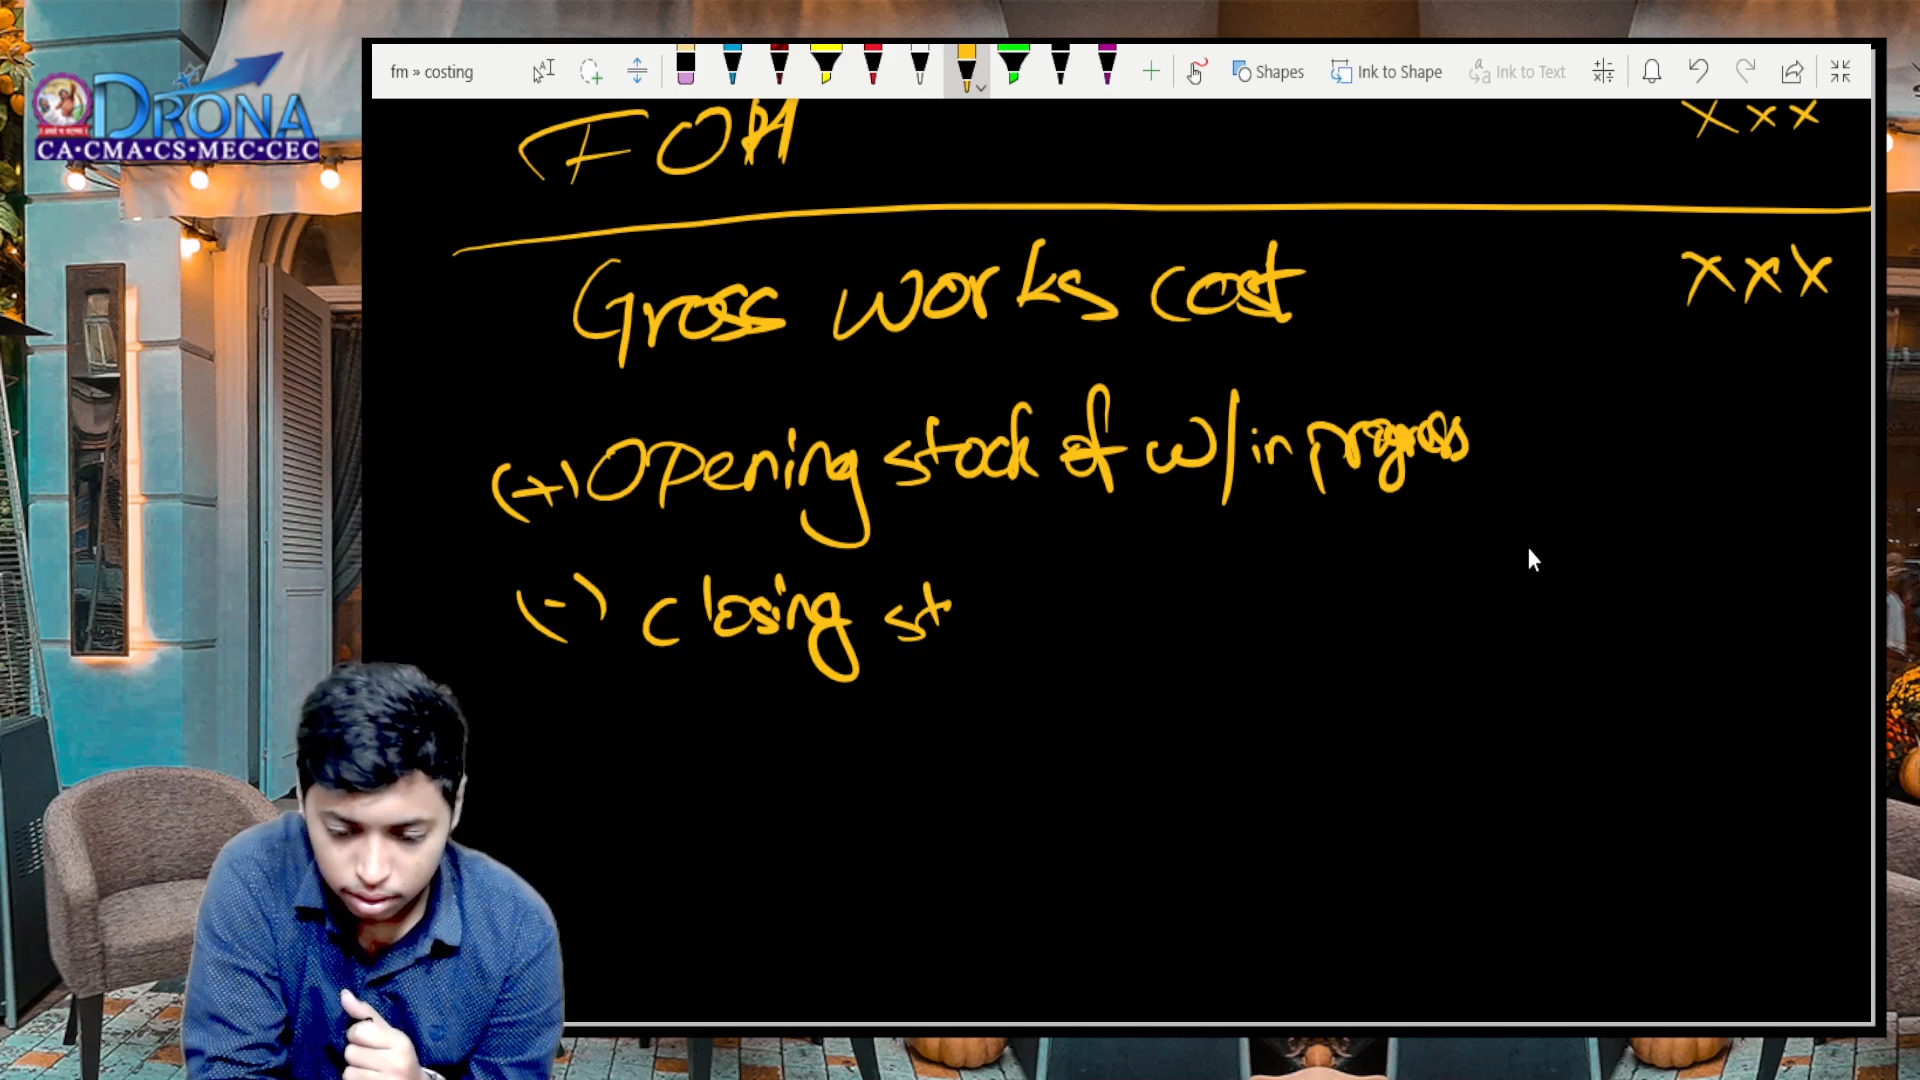 DRONA
CA•CMA•CS•MEC•CEC
fm » costing
Shapes
Ink to Shape
Ink to Text
FOH xxx
Gross works cost xxx
(+) Opening stock of w/in progress
(-) closing st